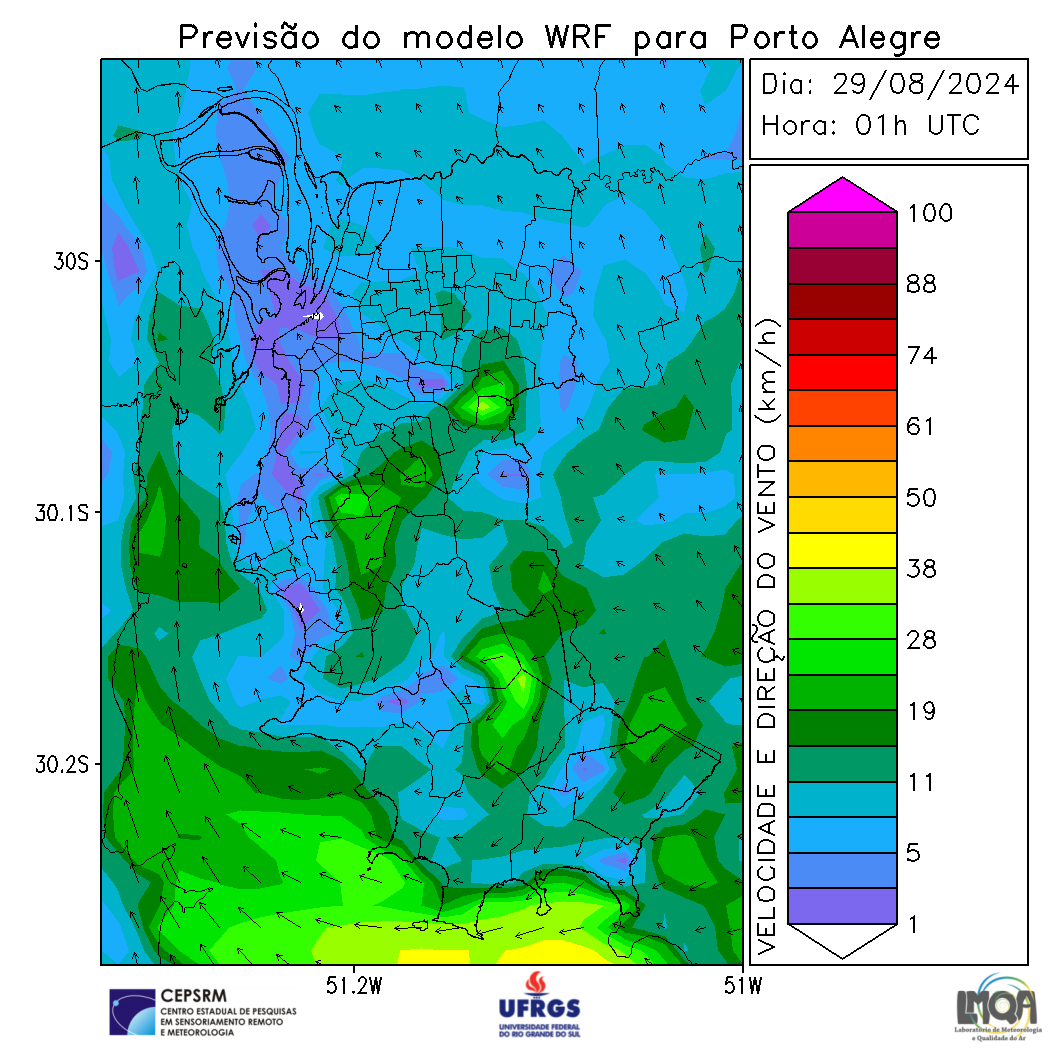 Previsão do modelo WRF para Porto Alegre
Dia: 29/08/2024
Hora: 01h UTC
30S
30.1S
30.2S
51.2W
51W
VELOCIDADE E DIREÇÃO DO VENTO (km/h)
100
88
74
61
50
38
28
19
11
5
1
CEPSRM
CENTRO ESTADUAL DE PESQUISAS
EM SENSORIAMENTO REMOTO
E METEOROLOGIA
UFRGS
UNIVERSIDADE FEDERAL
DO RIO GRANDE DO SUL
LMQA
Laboratório de Meteorologia
e Qualidade do Ar